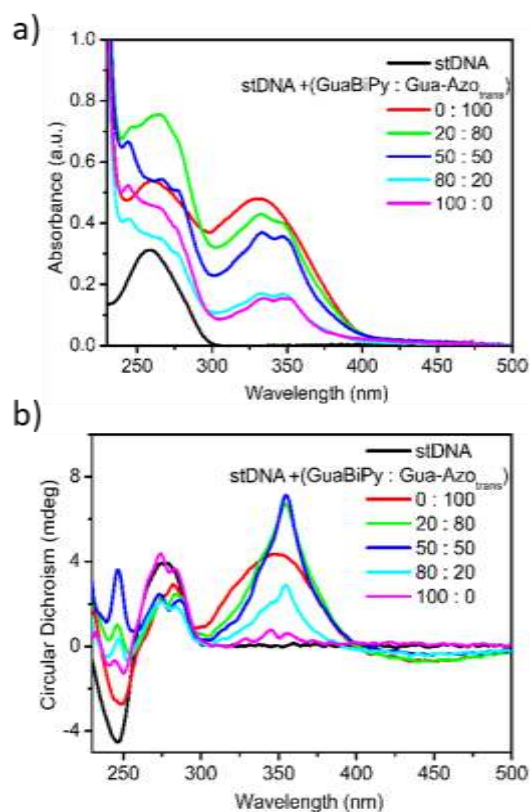 a)
1.0
0.8
0.6
0.4
0.2
0.0
Absorbance (a.u.)
stDNA
stDNA +(GuaBiPy : Gua-Azotrans)
0 : 100
20 : 80
50 : 50
80 : 20
100 : 0
250 300 350 400 450 500
Wavelength (nm)
b)
8
4
0
-4
Circular Dichroism (mdeg)
stDNA
stDNA +(GuaBiPy : Gua-Azotrans)
0 : 100
20 : 80
50 : 50
80 : 20
100 : 0
250 300 350 400 450 500
Wavelength (nm)